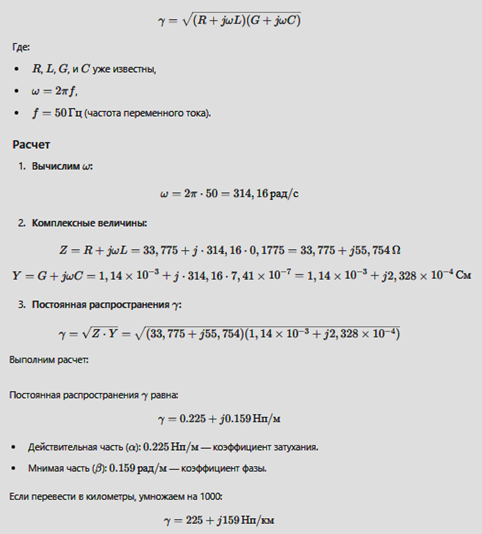 γ = √(R + jωL)(G + jωC)
Где:
• R, L, G, и C уже известны,
• ω = 2πf,
• f = 50 Гц (частота переменного тока).
Расчет
1. Вычислим ω:
ω = 2π · 50 = 314, 16 рад/с
2. Комплексные величины:
Z = R + jωL = 33, 775 + j · 314, 16 · 0, 1775 = 33, 775 + j55, 754 Ω
Y = G + jωC = 1, 14 × 10⁻³ + j · 314, 16 · 7, 41 × 10⁻⁷ = 1, 14 × 10⁻³ + j2, 328 × 10⁻⁴ См
3. Постоянная распространения γ:
γ = √Z · Y = √(33, 775 + j55, 754)(1, 14 × 10⁻³ + j2, 328 × 10⁻⁴)
Выполним расчет:
Постоянная распространения γ равна:
γ = 0.225 + j0.159 Нп/м
• Действительная часть (α): 0.225 Нп/м — коэффициент затухания.
• Мнимая часть (β): 0.159 рад/м — коэффициент фазы.
Если перевести в километры, умножаем на 1000:
γ = 225 + j159 Нп/км